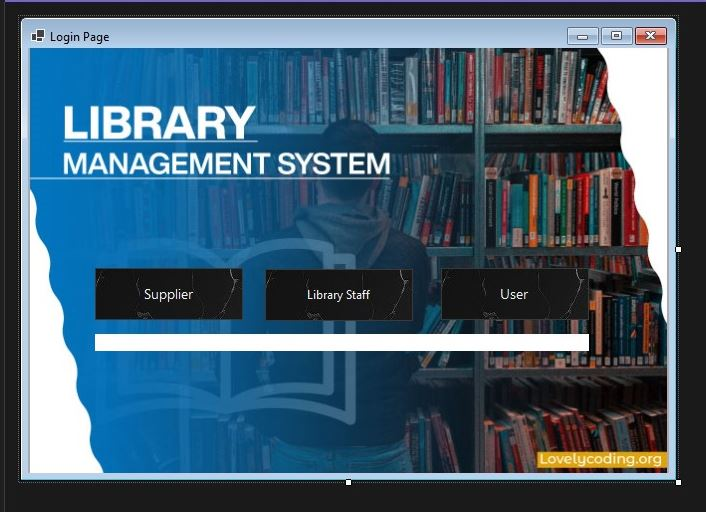 Login Page
LIBRARY
MANAGEMENT SYSTEM
Supplier
Library Staff
User
Lovelycoding.org